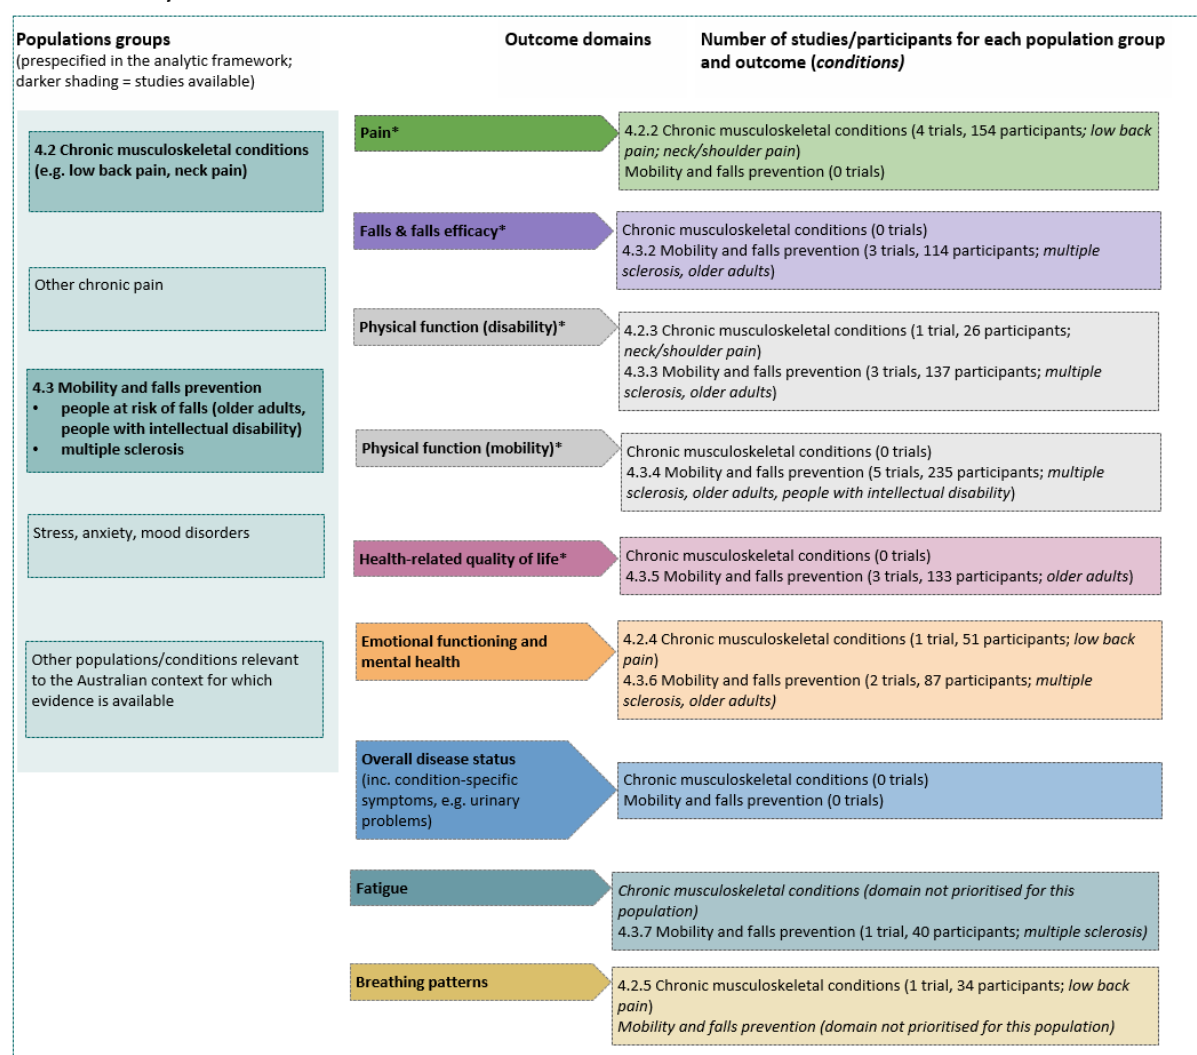 Populations groups
(prespecified in the analytic framework;
darker shading = studies available)
Outcome domains
Number of studies/participants for each population group
and outcome (conditions)
4.2 Chronic musculoskeletal conditions
(e.g. low back pain, neck pain)
Other chronic pain
4.3 Mobility and falls prevention
• people at risk of falls (older adults,
people with intellectual disability)
• multiple sclerosis
Stress, anxiety, mood disorders
Other populations/conditions relevant
to the Australian context for which
evidence is available
Pain*
4.2.2 Chronic musculoskeletal conditions (4 trials, 154 participants; low back
pain; neck/shoulder pain)
Mobility and falls prevention (0 trials)
Falls & falls efficacy*
Chronic musculoskeletal conditions (0 trials)
4.3.2 Mobility and falls prevention (3 trials, 114 participants; multiple
sclerosis, older adults)
Physical function (disability)*
4.2.3 Chronic musculoskeletal conditions (1 trial, 26 participants;
neck/shoulder pain)
4.3.3 Mobility and falls prevention (3 trials, 137 participants; multiple
sclerosis, older adults)
Physical function (mobility)*
Chronic musculoskeletal conditions (0 trials)
4.3.4 Mobility and falls prevention (5 trials, 235 participants; multiple
sclerosis, older adults, people with intellectual disability)
Health-related quality of life*
Chronic musculoskeletal conditions (0 trials)
4.3.5 Mobility and falls prevention (3 trials, 133 participants; older adults)
Emotional functioning and
mental health
4.2.4 Chronic musculoskeletal conditions (1 trial, 51 participants; low back
pain)
4.3.6 Mobility and falls prevention (2 trials, 87 participants; multiple
sclerosis, older adults)
Overall disease status
(inc. condition-specific
symptoms, e.g. urinary
problems)
Chronic musculoskeletal conditions (0 trials)
Mobility and falls prevention (0 trials)
Fatigue
Chronic musculoskeletal conditions (domain not prioritised for this
population)
4.3.7 Mobility and falls prevention (1 trial, 40 participants; multiple sclerosis)
Breathing patterns
4.2.5 Chronic musculoskeletal conditions (1 trial, 34 participants; low back
pain)
Mobility and falls prevention (domain not prioritised for this population)